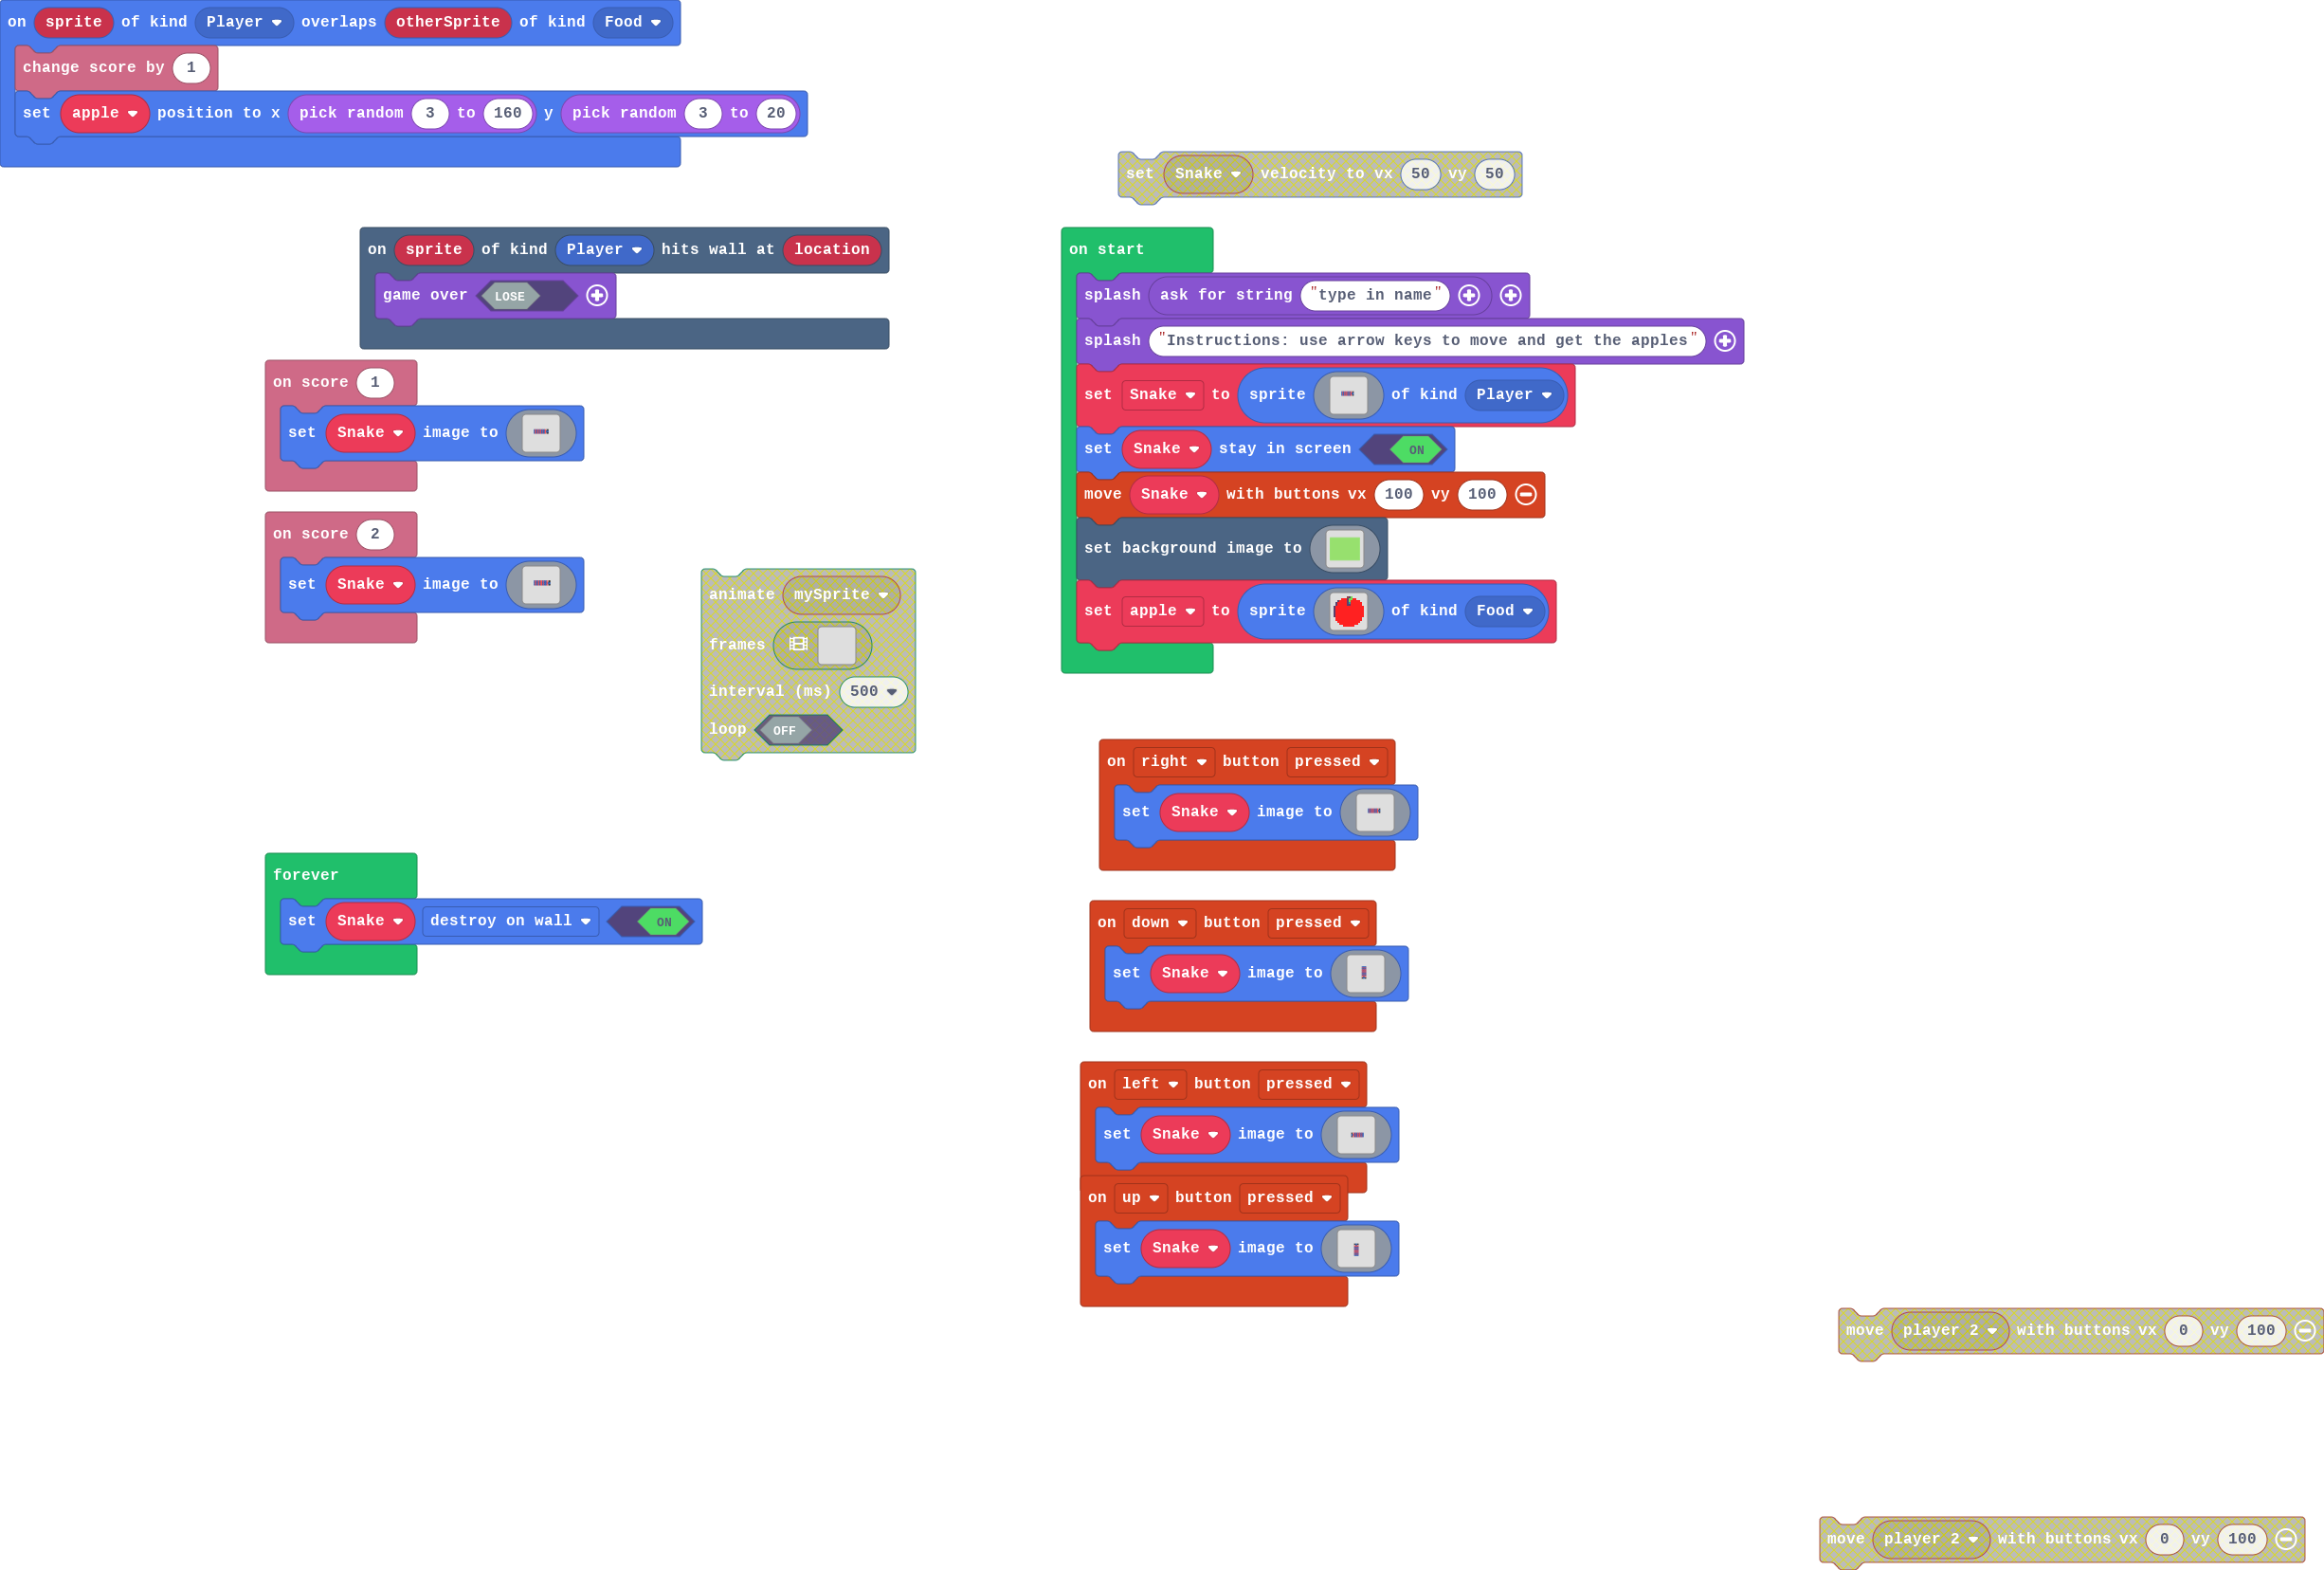 on sprite of kind Player overlaps otherSprite of kind Food
change score by 1
set apple position to x pick random 3 to 160 y pick random 3 to 20
set Snake velocity to vx 50 vy 50
on sprite of kind Player hits wall at location
game over LOSE
on score 1
set Snake image to
on score 2
set Snake image to
animate mySprite
frames
interval (ms) 500
loop OFF
forever
set Snake destroy on wall ON
on start
splash ask for string "type in name"
splash "Instructions: use arrow keys to move and get the apples"
set Snake to sprite of kind Player
set Snake stay in screen ON
move Snake with buttons vx 100 vy 100
set background image to
set apple to sprite of kind Food
on right button pressed
set Snake image to
on down button pressed
set Snake image to
on left button pressed
set Snake image to
on up button pressed
set Snake image to
move player 2 with buttons vx 0 vy 100
move player 2 with buttons vx 0 vy 100